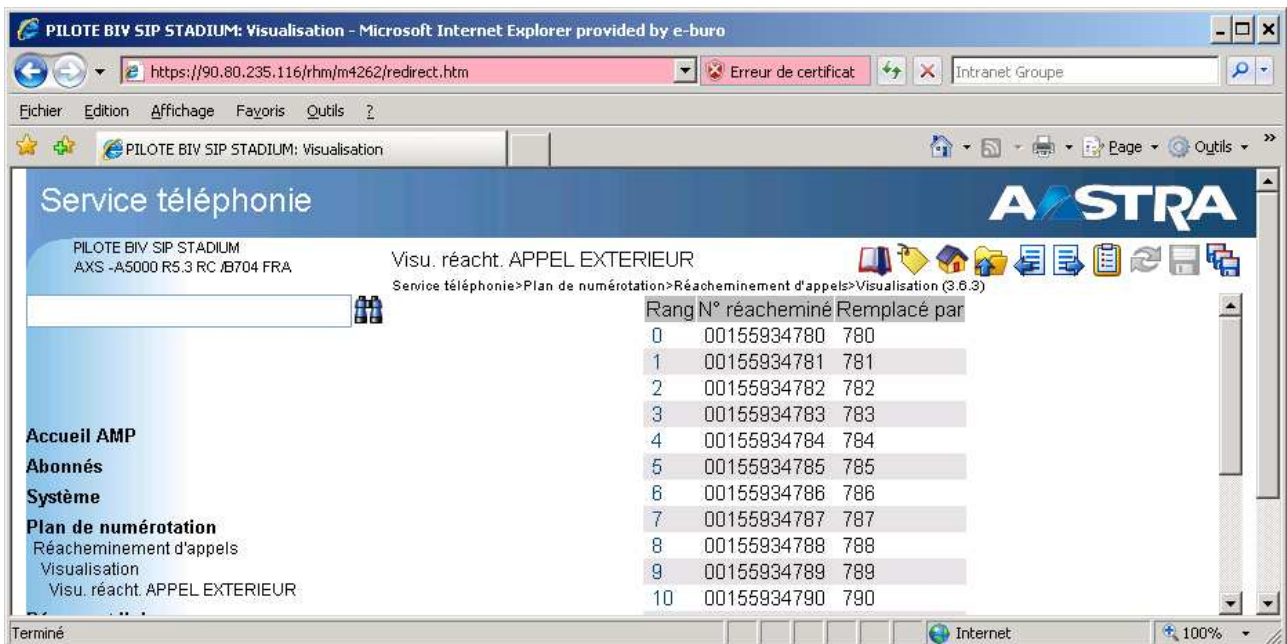 PILOTE BIV SIP STADIUM: Visualisation - Microsoft Internet Explorer provided by e-buro
https://90.80.235.116/rhm/m4262/redirect.htm
Erreur de certificat
Intranet Groupe
Fichier Edition Affichage Favoris Outils ?
PILOTE BIV SIP STADIUM: Visualisation
Page
Outils
»
Service téléphonie
AASTRA
PILOTE BIV SIP STADIUM
AXS -A5000 R5.3 RC /B704 FRA
Visu. réacht. APPEL EXTERIEUR
Service téléphonie>Plan de numérotation>Réacheminement d'appels>Visualisation (3.6.3)
Rang N° réacheminé Remplacé par
0 00155934780 780
1 00155934781 781
2 00155934782 782
3 00155934783 783
4 00155934784 784
5 00155934785 785
6 00155934786 786
7 00155934787 787
8 00155934788 788
9 00155934789 789
10 00155934790 790
Accueil AMP
Abonnés
Système
Plan de numérotation
Réacheminement d'appels
Visualisation
Visu. réacht. APPEL EXTERIEUR
Terminé
Internet
100%